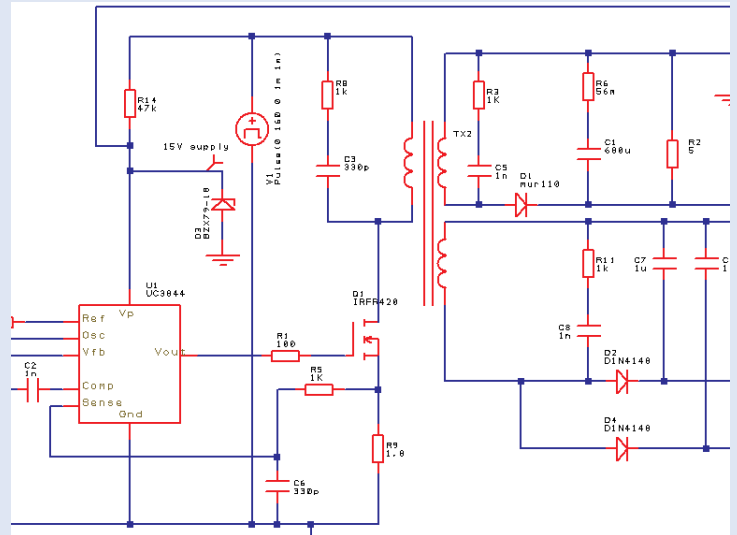 R14
47k
15V supply
V1
Pulse(0 160 0 1m 1m)
R8
1k
C3
330p
TX2
R3
1K
C5
1n
D1
mur110
R6
56m
C1
680u
R2
5
D3
BZX79-18
U1
UC3844
Vp
Ref
Osc
Vfb
Comp
Sense
Gnd
Vout
C2
1n
Q1
IRFR420
R1
100
R5
1K
R9
1.0
C6
330p
R11
1k
C7
1u
C
1
C8
1n
D2
D1N4148
D4
D1N4148